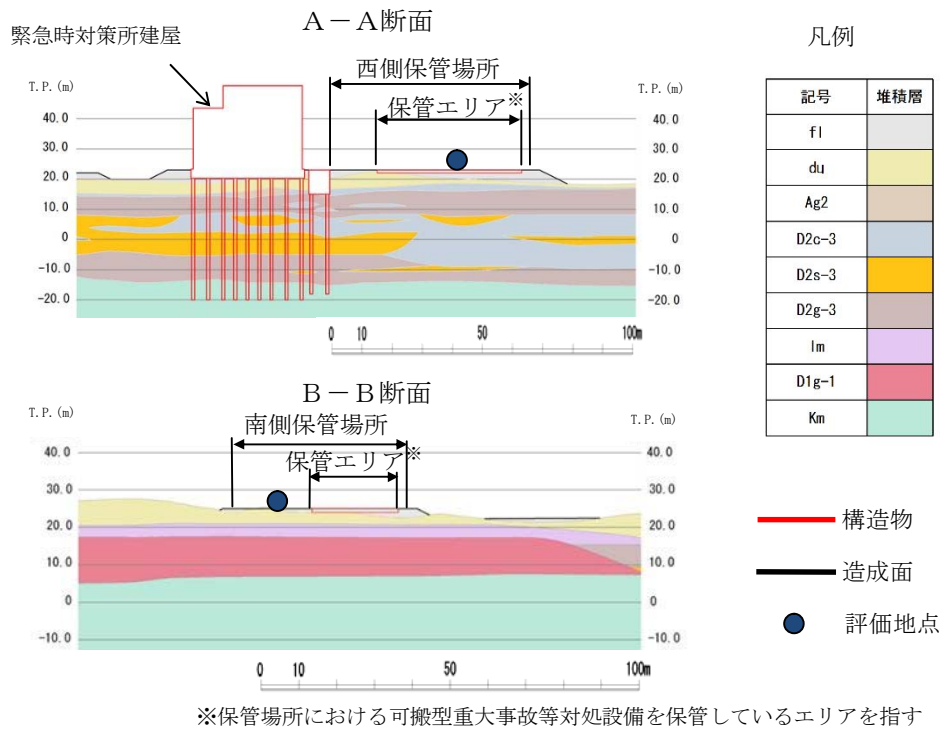 A－A断面
緊急時対策所建屋
西側保管場所
保管エリア※
T.P.(m)
40.0
30.0
20.0
10.0
0
-10.0
-20.0
T.P.(m)
40.0
30.0
20.0
10.0
0
-10.0
-20.0
0 10 50 100m
B－B断面
南側保管場所
保管エリア※
T.P.(m)
40.0
30.0
20.0
10.0
0
-10.0
T.P.(m)
40.0
30.0
20.0
10.0
0
-10.0
0 10 50 100m
凡例
記号 堆積層
fl
du
Ag2
D2c-3
D2s-3
D2g-3
lm
D1g-1
Km
構造物
造成面
評価地点
※保管場所における可搬型重大事故等対処設備を保管しているエリアを指す